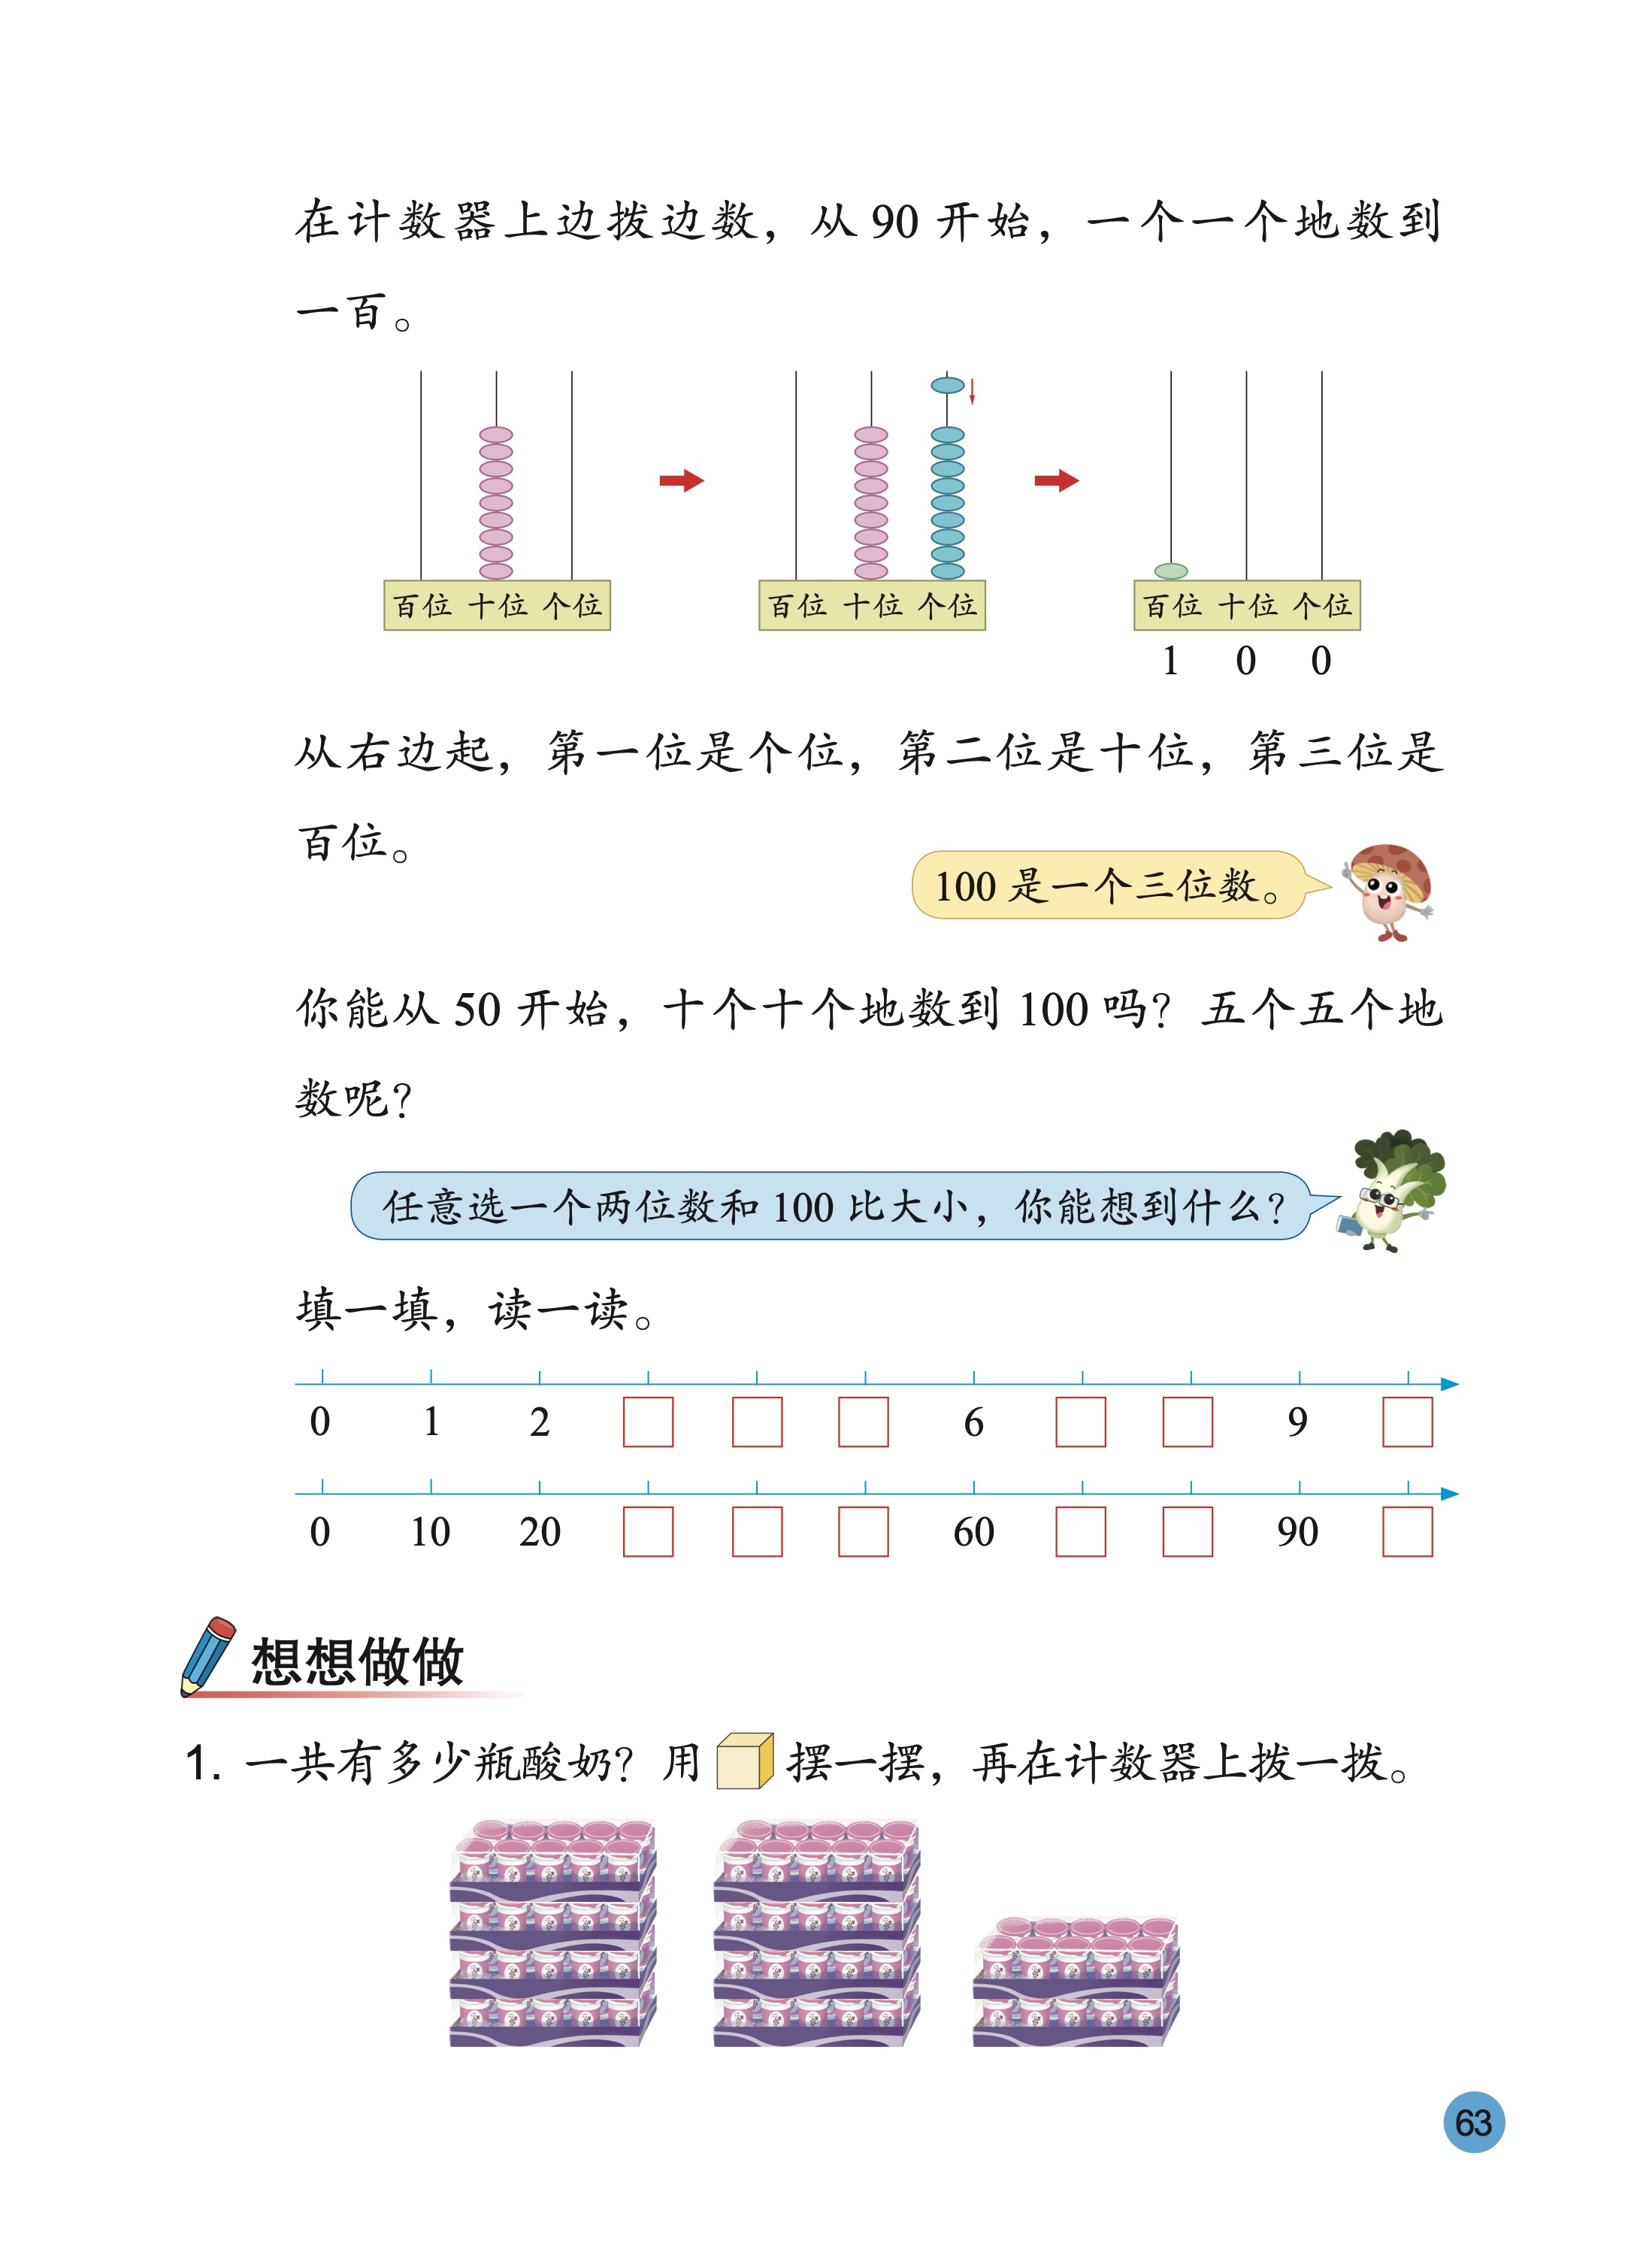 在计数器上边拨边数，从 90 开始，一个一个地数到
一百。
百位 十位 个位
百位 十位 个位
百位 十位 个位
1 0 0
从右边起，第一位是个位，第二位是十位，第三位是
百位。
100 是一个三位数。
你能从 50 开始，十个十个地数到 100 吗？五个五个地
数呢？
任意选一个两位数和 100 比大小，你能想到什么？
填一填，读一读。
0 1 2 6 9
0 10 20 60 90
想想做做
1. 一共有多少瓶酸奶？用 摆一摆，再在计数器上拨一拨。
63